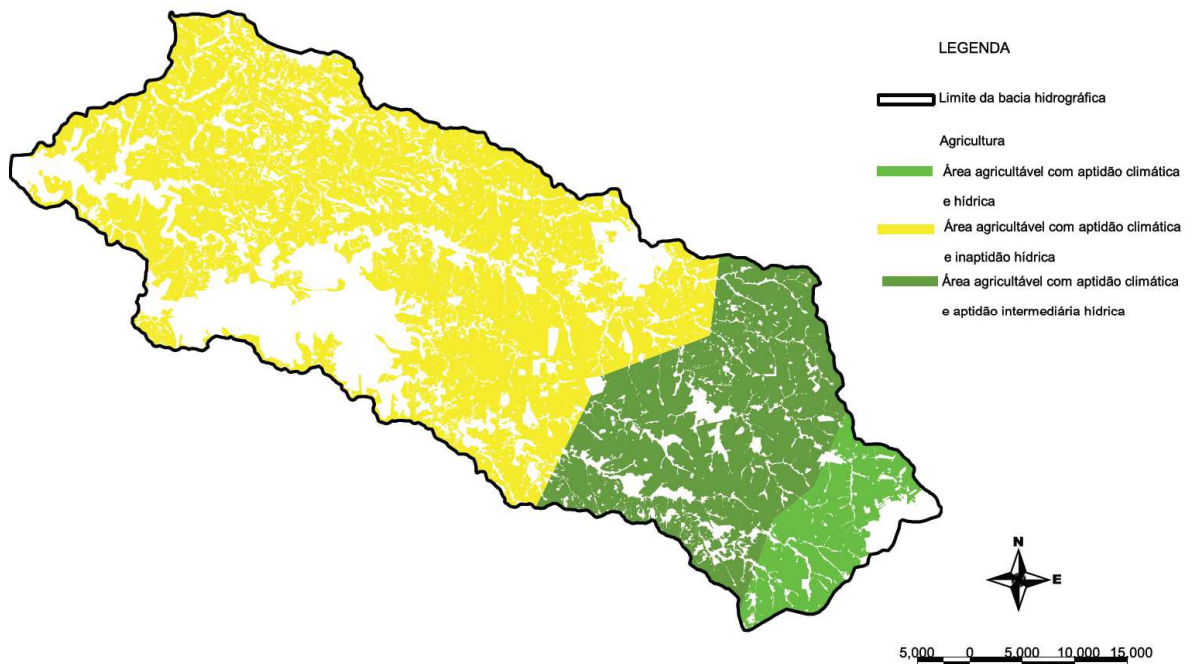 LEGENDA
Limite da bacia hidrográfica
Agricultura
Área agricultável com aptidão climática
e hídrica
Área agricultável com aptidão climática
e inaptidão hídrica
Área agricultável com aptidão climática
e aptidão intermediária hídrica
N
E
5,000 0 5,000 10,000 15,000